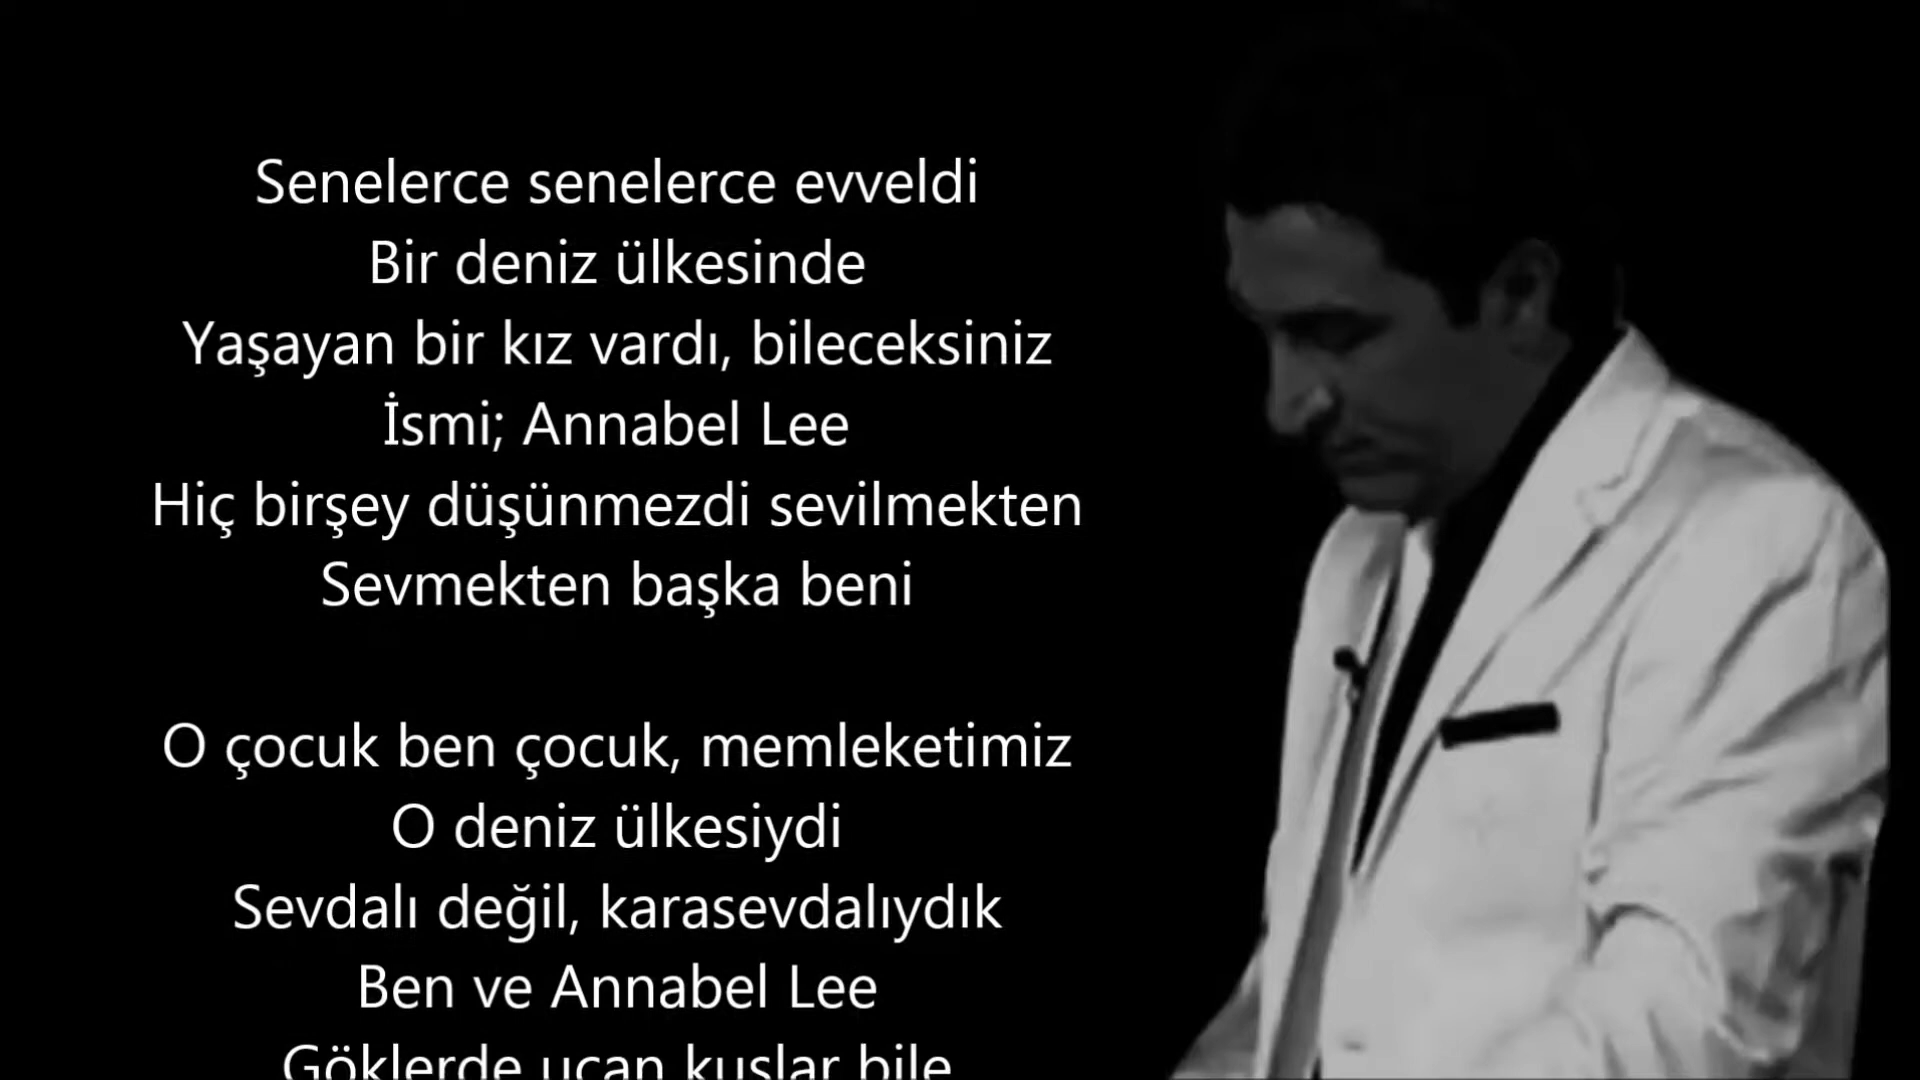 Senelerce senelerce evveldi
Bir deniz ülkesinde
Yaşayan bir kız vardı, bileceksiniz
İsmi; Annabel Lee
Hiç birşey düşünmezdi sevilmekten
Sevmekten başka beni
O çocuk ben çocuk, memleketimiz
O deniz ülkesiydi
Sevdalı değil, karasevdalıydık
Ben ve Annabel Lee
Göklerde uçan kuşlar bile